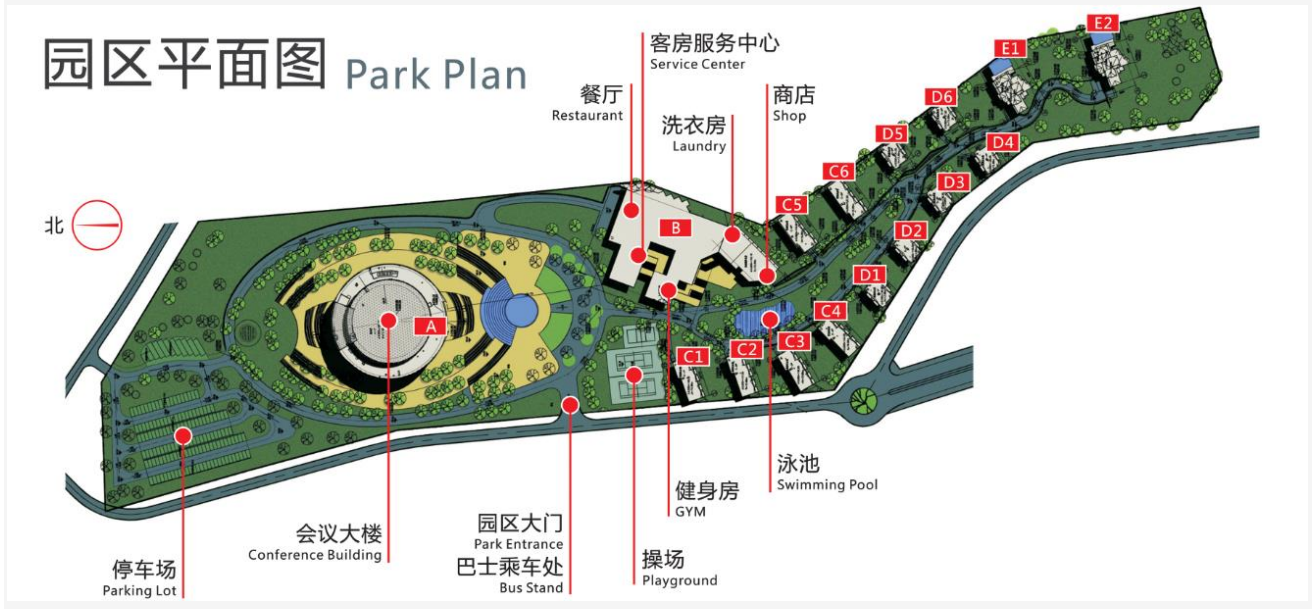 园区平面图 Park Plan
客房服务中心
Service Center
餐厅
Restaurant
商店
Shop
洗衣房
Laundry
北
E2
E1
D6
D5
D4
C6
D3
C5
B
D2
D1
A
C4
C3
C2
C1
泳池
Swimming Pool
健身房
GYM
园区大门
Park Entrance
巴士乘车处
Bus Stand
会议大楼
Conference Building
操场
Playground
停车场
Parking Lot